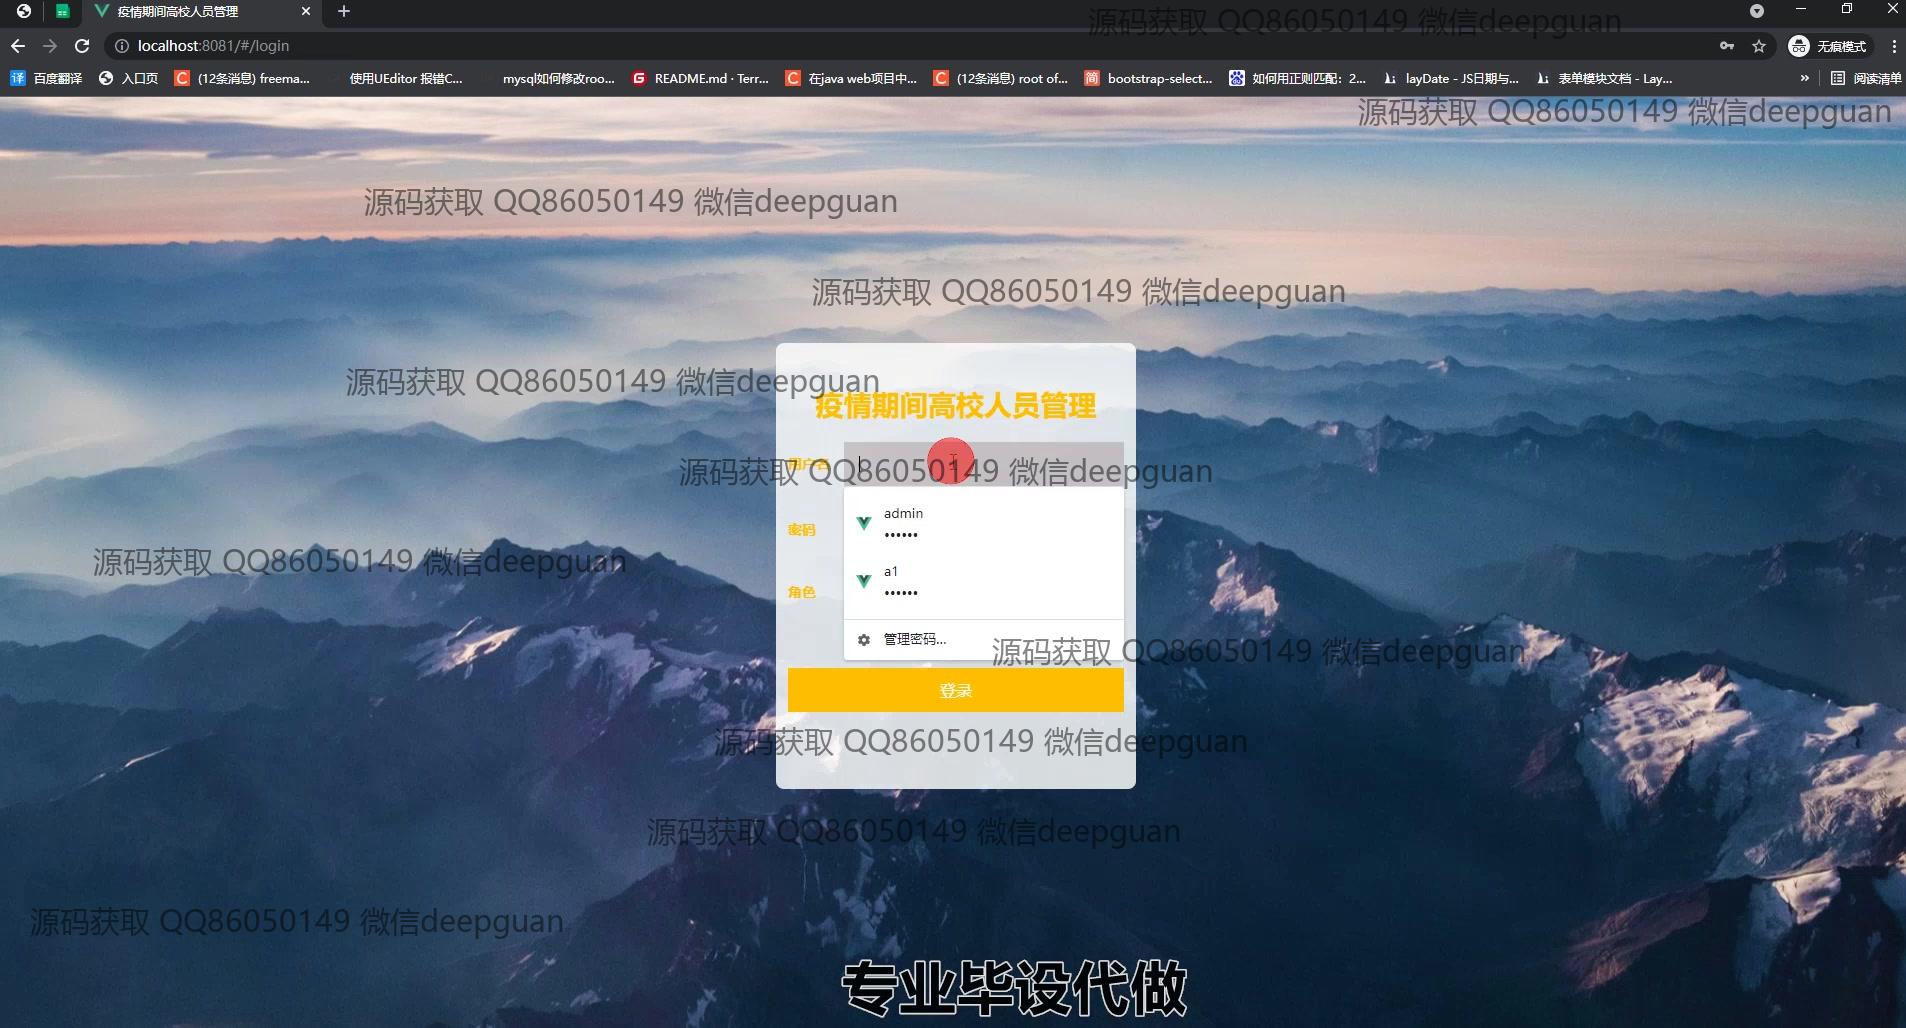 疫情期间高校人员管理
源码获取 QQ86050149 微信deepguan
localhost:8081/#/login
无痕模式
译 百度翻译
入口页
C (12条消息) freema...
使用UEditor 报错C...
mysql如何修改roo...
G README.md · Terr...
C 在java web项目中...
C (12条消息) root of...
简 bootstrap-select...
如何用正则匹配：2...
layDate - JS日期与...
表单模块文档 - Lay...
»
阅读清单
源码获取 QQ86050149 微信deepguan
源码获取 QQ86050149 微信deepguan
源码获取 QQ86050149 微信deepguan
源码获取 QQ86050149 微信deepguan
疫情期间高校人员管理
用户名
源码获取 QQ86050149 微信deepguan
admin
••••••
密码
源码获取 QQ86050149 微信deepguan
a1
••••••
角色
管理密码...
源码获取 QQ86050149 微信deepguan
登录
源码获取 QQ86050149 微信deepguan
源码获取 QQ86050149 微信deepguan
源码获取 QQ86050149 微信deepguan
专业毕设代做